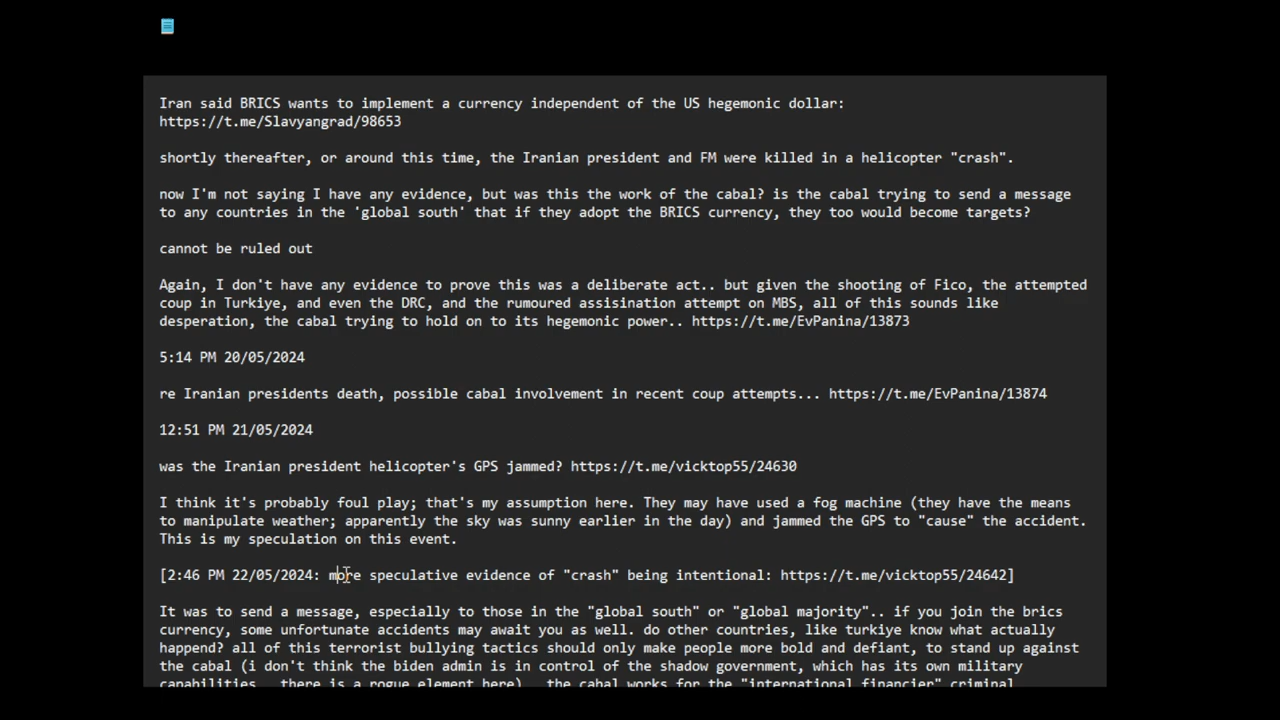 Iran said BRICS wants to implement a currency independent of the US hegemonic dollar:
https://t.me/Slavyangrad/98653
shortly thereafter, or around this time, the Iranian president and FM were killed in a helicopter "crash".
now I'm not saying I have any evidence, but was this the work of the cabal? is the cabal trying to send a message
to any countries in the 'global south' that if they adopt the BRICS currency, they too would become targets?
cannot be ruled out
Again, I don't have any evidence to prove this was a deliberate act.. but given the shooting of Fico, the attempted
coup in Turkiye, and even the DRC, and the rumoured assisination attempt on MBS, all of this sounds like
desperation, the cabal trying to hold on to its hegemonic power.. https://t.me/EvPanina/13873
5:14 PM 20/05/2024
re Iranian presidents death, possible cabal involvement in recent coup attempts... https://t.me/EvPanina/13874
12:51 PM 21/05/2024
was the Iranian president helicopter's GPS jammed? https://t.me/vicktop55/24630
I think it's probably foul play; that's my assumption here. They may have used a fog machine (they have the means
to manipulate weather; apparently the sky was sunny earlier in the day) and jammed the GPS to "cause" the accident.
This is my speculation on this event.
[2:46 PM 22/05/2024: more speculative evidence of "crash" being intentional: https://t.me/vicktop55/24642]
It was to send a message, especially to those in the "global south" or "global majority".. if you join the brics
currency, some unfortunate accidents may await you as well. do other countries, like turkiye know what actually
happend? all of this terrorist bullying tactics should only make people more bold and defiant, to stand up against
the cabal (i don't think the biden admin is in control of the shadow government, which has its own military
capabilities.. there is a rogue element here).. the cabal works for the "international financier" criminal